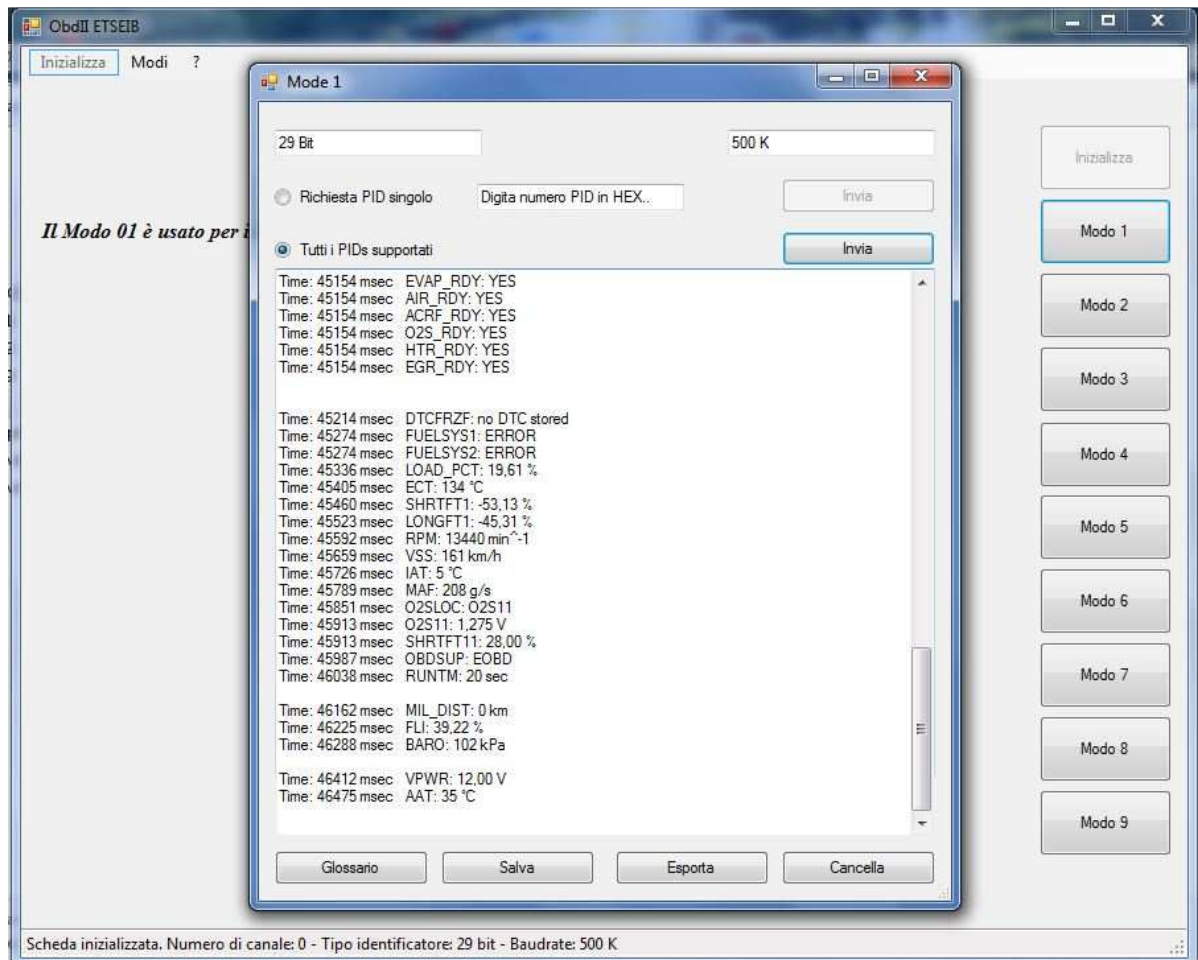 ObdII ETSEIB
Inizializza Modi ?
Mode 1
29 Bit
500 K
Richiesta PID singolo
Digita numero PID in HEX..
Invia
Tutti i PIDs supportati
Invia
Il Modo 01 è usato per i
Time: 45154 msec EVAP_RDY: YES
Time: 45154 msec AIR_RDY: YES
Time: 45154 msec ACRF_RDY: YES
Time: 45154 msec O2S_RDY: YES
Time: 45154 msec HTR_RDY: YES
Time: 45154 msec EGR_RDY: YES
Time: 45214 msec DTCFRZF: no DTC stored
Time: 45274 msec FUELSYS1: ERROR
Time: 45274 msec FUELSYS2: ERROR
Time: 45336 msec LOAD_PCT: 19,61 %
Time: 45405 msec ECT: 134 °C
Time: 45460 msec SHRTFT1: -53,13 %
Time: 45523 msec LONGFT1: -45,31 %
Time: 45592 msec RPM: 13440 min^-1
Time: 45659 msec VSS: 161 km/h
Time: 45726 msec IAT: 5 °C
Time: 45789 msec MAF: 208 g/s
Time: 45851 msec O2SLOC: O2S11
Time: 45913 msec O2S11: 1,275 V
Time: 45913 msec SHRTFT11: 28,00 %
Time: 45987 msec OBDSUP: EOBD
Time: 46038 msec RUNTM: 20 sec
Time: 46162 msec MIL_DIST: 0 km
Time: 46225 msec FLI: 39,22 %
Time: 46288 msec BARO: 102 kPa
Time: 46412 msec VPWR: 12,00 V
Time: 46475 msec AAT: 35 °C
Glossario
Salva
Esporta
Cancella
Inizializza
Modo 1
Modo 2
Modo 3
Modo 4
Modo 5
Modo 6
Modo 7
Modo 8
Modo 9
Scheda inizializzata. Numero di canale: 0 - Tipo identificatore: 29 bit - Baudrate: 500 K